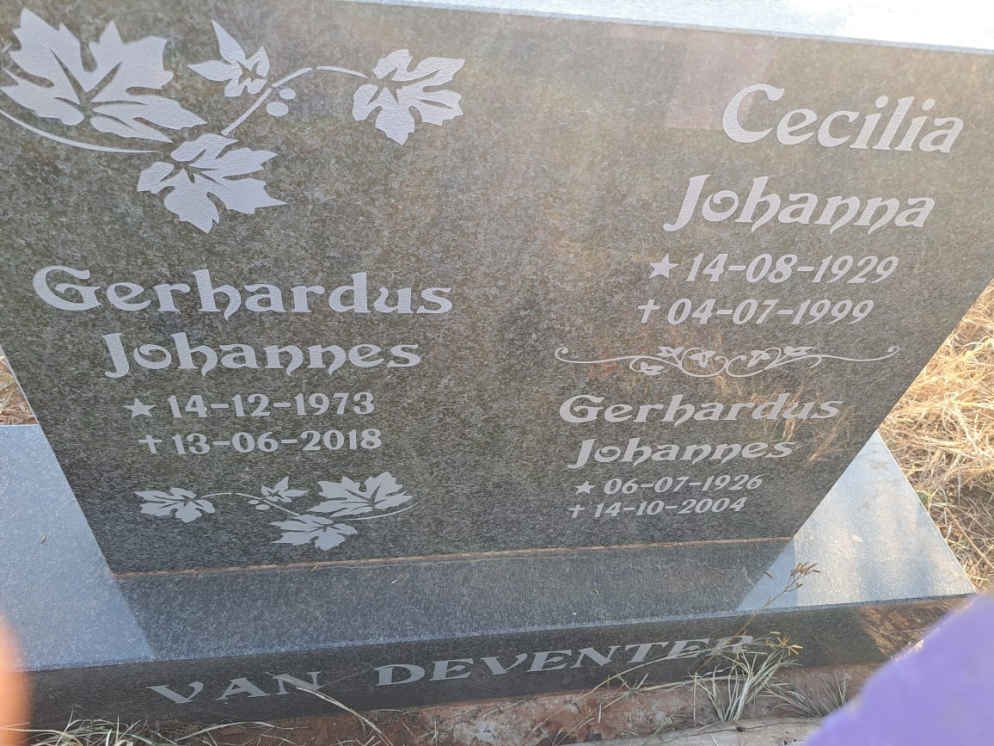 Gerhardus
Johannes
★ 14-12-1973
✝ 13-06-2018
Cecilia
Johanna
★ 14-08-1929
✝ 04-07-1999
Gerhardus
Johannes
★ 06-07-1926
✝ 14-10-2004
VAN DEVENTER